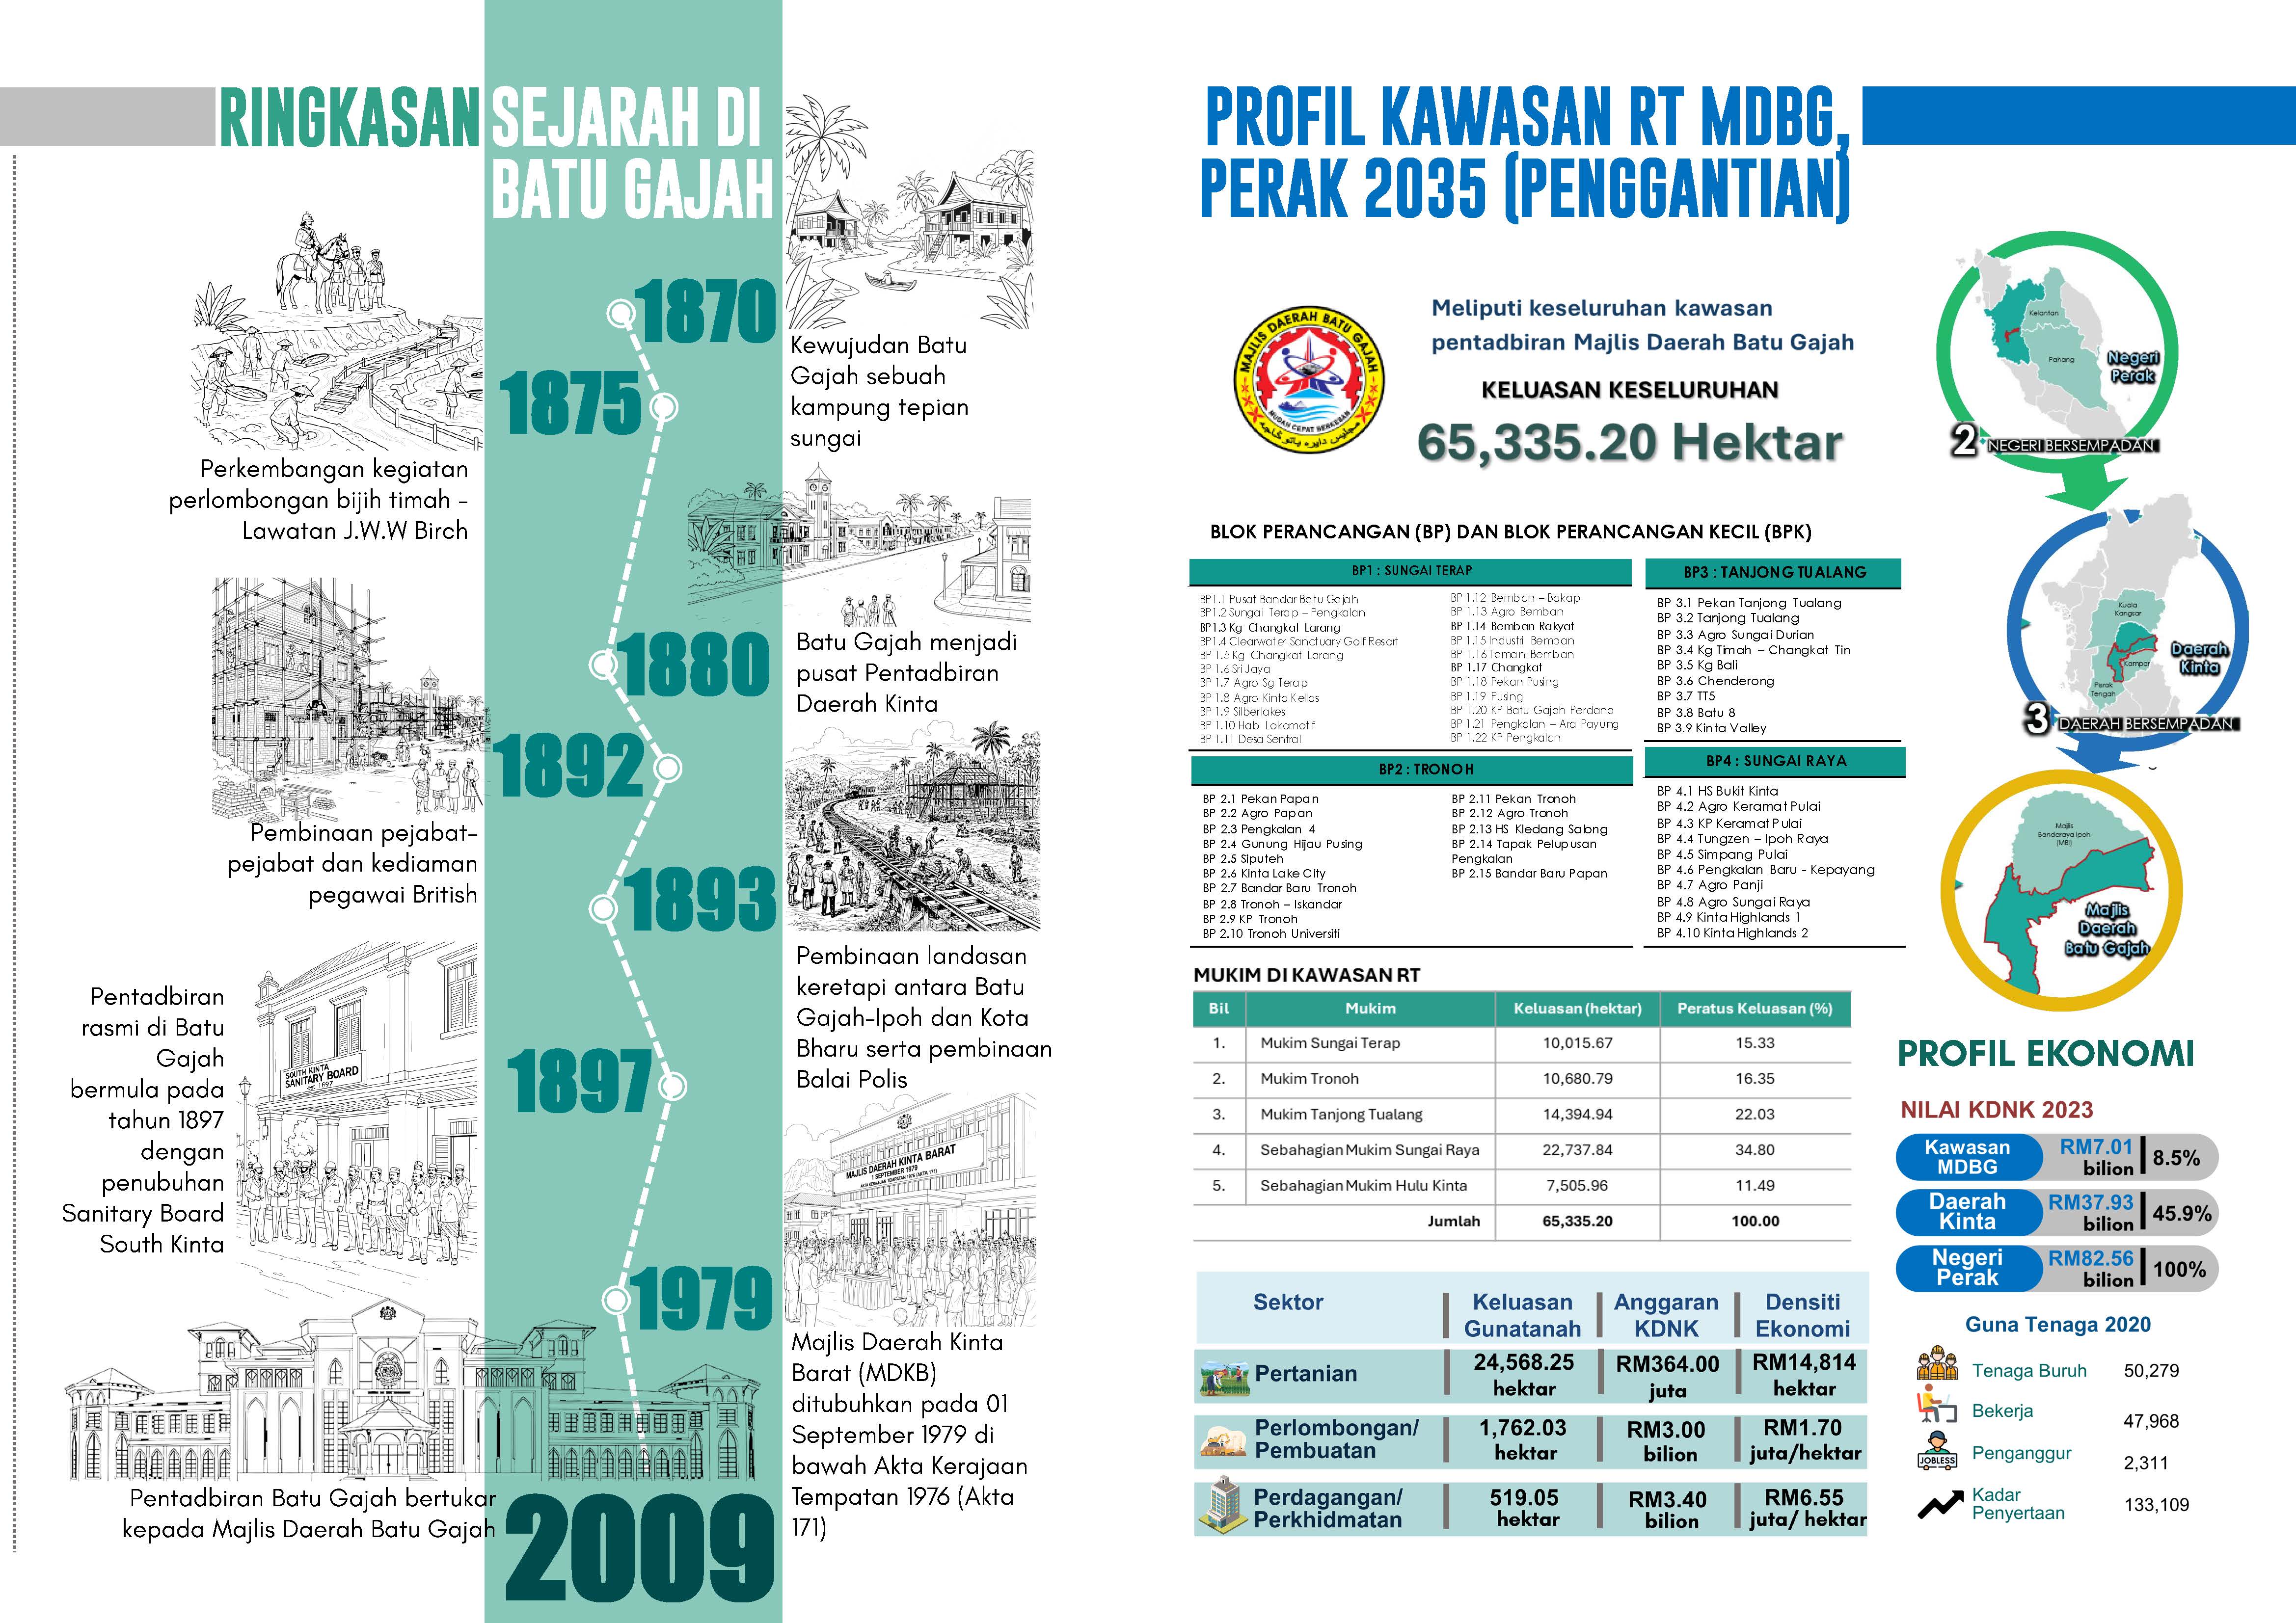 RINGKASAN SEJARAH DI
BATU GAJAH
1870
Kewujudan Batu
Gajah sebuah
kampung tepian
sungai
1875
Perkembangan kegiatan
perlombongan bijih timah –
Lawatan J.W.W Birch
1880
Batu Gajah menjadi
pusat Pentadbiran
Daerah Kinta
1892
Pembinaan pejabat-
pejabat dan kediaman
pegawai British
1893
Pembinaan landasan
keretapi antara Batu
Gajah-Ipoh dan Kota
Bharu serta pembinaan
Balai Polis
1897
Pentadbiran
rasmi di Batu
Gajah
bermula pada
tahun 1897
dengan
penubuhan
Sanitary Board
South Kinta
SOUTH KINTA
SANITARY BOARD
1897
1979
MAJLIS DAERAH KINTA BARAT
1 SEPTEMBER 1979
AKTA KERAJAAN TEMPATAN 1976 (AKTA 171)
Majlis Daerah Kinta
Barat (MDKB)
ditubuhkan pada 01
September 1979 di
bawah Akta Kerajaan
Tempatan 1976 (Akta
171)
Pentadbiran Batu Gajah bertukar
kepada Majlis Daerah Batu Gajah
2009
PROFIL KAWASAN RT MDBG,
PERAK 2035 (PENGGANTIAN)
MAJLIS DAERAH BATU GAJAH
MUDAH CEPAT BERKESAN
مجليس دايره باتو ݢاجه
Meliputi keseluruhan kawasan
pentadbiran Majlis Daerah Batu Gajah
KELUASAN KESELURUHAN
65,335.20 Hektar
Kelantan
Pahang
Negeri
Perak
2 NEGERI BERSEMPADAN
Kuala
Kangsar
Kampar
Perak
Tengah
Daerah
Kinta
3 DAERAH BERSEMPADAN
Majlis
Bandaraya Ipoh
(MBI)
Majlis
Daerah
Batu Gajah
BLOK PERANCANGAN (BP) DAN BLOK PERANCANGAN KECIL (BPK)
BP1 : SUNGAI TERAP
BP1.1 Pusat Bandar Batu Gajah
BP1.2 Sungai Terap – Pengkalan
BP1.3 Kg Changkat Larang
BP1.4 Clearwater Sanctuary Golf Resort
BP 1.5 Kg Changkat Larang
BP 1.6 Sri Jaya
BP 1.7 Agro Sg Terap
BP 1.8 Agro Kinta Kellas
BP 1.9 Silberlakes
BP 1.10 Hab Lokomotif
BP 1.11 Desa Sentral
BP 1.12 Bemban – Bakap
BP 1.13 Agro Bemban
BP 1.14 Bemban Rakyat
BP 1.15 Industri Bemban
BP 1.16 Taman Bemban
BP 1.17 Changkat
BP 1.18 Pekan Pusing
BP 1.19 Pusing
BP 1.20 KP Batu Gajah Perdana
BP 1.21 Pengkalan – Ara Payung
BP 1.22 KP Pengkalan
BP3 : TANJONG TUALANG
BP 3.1 Pekan Tanjong Tualang
BP 3.2 Tanjong Tualang
BP 3.3 Agro Sungai Durian
BP 3.4 Kg Timah – Changkat Tin
BP 3.5 Kg Bali
BP 3.6 Chenderong
BP 3.7 TT5
BP 3.8 Batu 8
BP 3.9 Kinta Valley
BP2 : TRONOH
BP 2.1 Pekan Papan
BP 2.2 Agro Papan
BP 2.3 Pengkalan 4
BP 2.4 Gunung Hijau Pusing
BP 2.5 Siputeh
BP 2.6 Kinta Lake City
BP 2.7 Bandar Baru Tronoh
BP 2.8 Tronoh – Iskandar
BP 2.9 KP Tronoh
BP 2.10 Tronoh Universiti
BP 2.11 Pekan Tronoh
BP 2.12 Agro Tronoh
BP 2.13 HS Kledang Saiong
BP 2.14 Tapak Pelupusan
Pengkalan
BP 2.15 Bandar Baru Papan
BP4 : SUNGAI RAYA
BP 4.1 HS Bukit Kinta
BP 4.2 Agro Keramat Pulai
BP 4.3 KP Keramat Pulai
BP 4.4 Tungzen – Ipoh Raya
BP 4.5 Simpang Pulai
BP 4.6 Pengkalan Baru - Kepayang
BP 4.7 Agro Panji
BP 4.8 Agro Sungai Raya
BP 4.9 Kinta Highlands 1
BP 4.10 Kinta Highlands 2
MUKIM DI KAWASAN RT
Bil Mukim Keluasan (hektar) Peratus Keluasan (%)
1. Mukim Sungai Terap 10,015.67 15.33
2. Mukim Tronoh 10,680.79 16.35
3. Mukim Tanjong Tualang 14,394.94 22.03
4. Sebahagian Mukim Sungai Raya 22,737.84 34.80
5. Sebahagian Mukim Hulu Kinta 7,505.96 11.49
Jumlah 65,335.20 100.00
Sektor Keluasan Gunatanah Anggaran KDNK Densiti Ekonomi
Pertanian 24,568.25 hektar RM364.00 juta RM14,814 hektar
Perlombongan/ Pembuatan 1,762.03 hektar RM3.00 bilion RM1.70 juta/hektar
Perdagangan/ Perkhidmatan 519.05 hektar RM3.40 bilion RM6.55 juta/ hektar
PROFIL EKONOMI
NILAI KDNK 2023
Kawasan MDBG RM7.01 bilion 8.5%
Daerah Kinta RM37.93 bilion 45.9%
Negeri Perak RM82.56 bilion 100%
Guna Tenaga 2020
Tenaga Buruh 50,279
Bekerja 47,968
JOBLESS
Penganggur 2,311
Kadar
Penyertaan 133,109